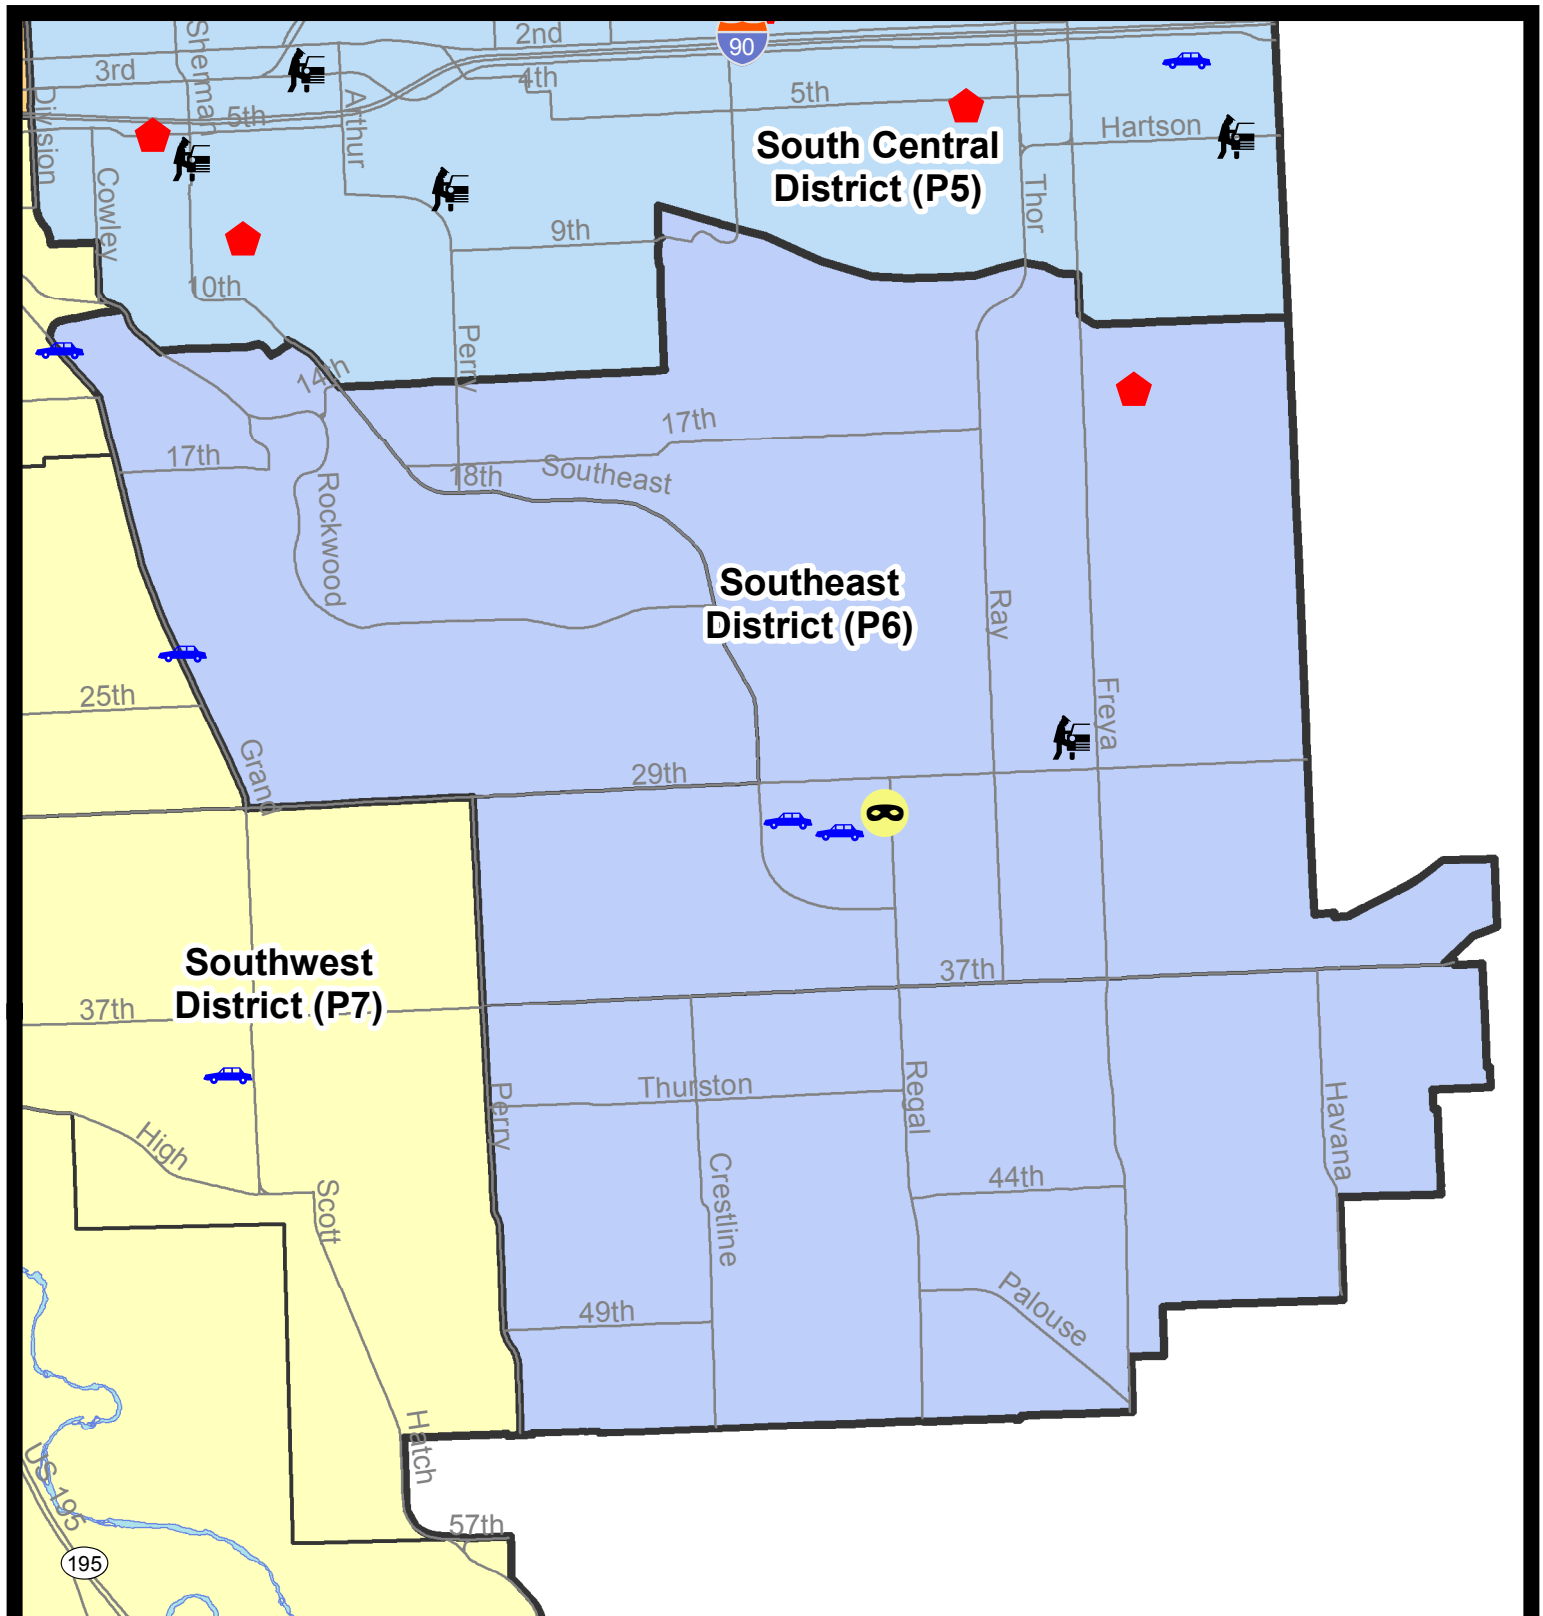 Sherman
2nd
90
3rd
4th
5th
Division
Arthur
5th
Hartson
South Central
District (P5)
Cowley
Thor
9th
10th
Perry
14th
17th
17th
18th
Southeast
Rockwood
Southeast
District (P6)
Ray
25th
Freya
Grand
29th
Southwest
District (P7)
37th
37th
Thurston
Perry
Regal
Havana
High
Crestline
44th
Scott
Palouse
49th
Hatch
US 195
57th
195